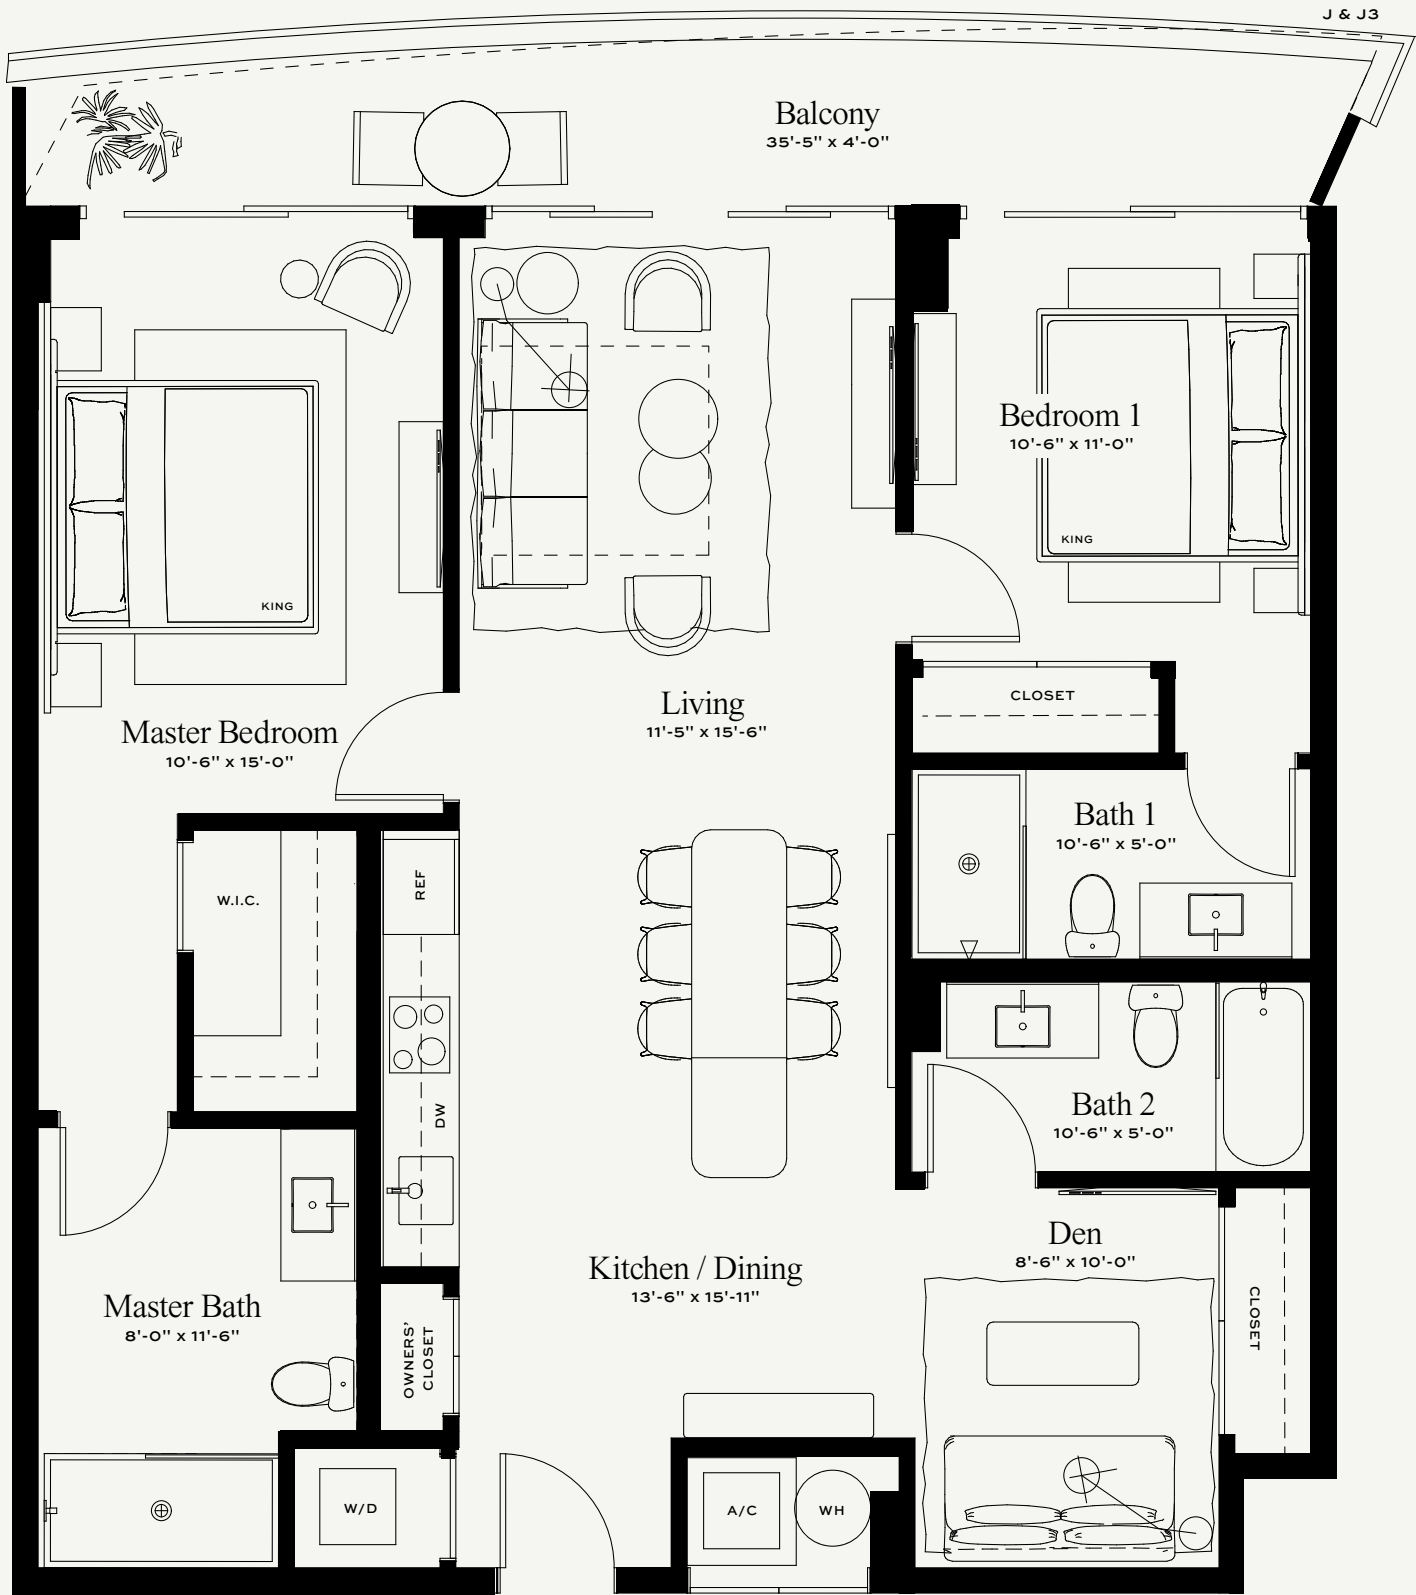 J & J3
Balcony
35'-5" x 4'-0"
Bedroom 1
10'-6" x 11'-0"
KING
KING
Living
11'-5" x 15'-6"
CLOSET
Master Bedroom
10'-6" x 15'-0"
Bath 1
10'-6" x 5'-0"
REF
W.I.C.
DW
Bath 2
10'-6" x 5'-0"
Den
8'-6" x 10'-0"
Kitchen / Dining
13'-6" x 15'-11"
Master Bath
8'-0" x 11'-6"
OWNERS'
CLOSET
CLOSET
W/D
A/C
WH